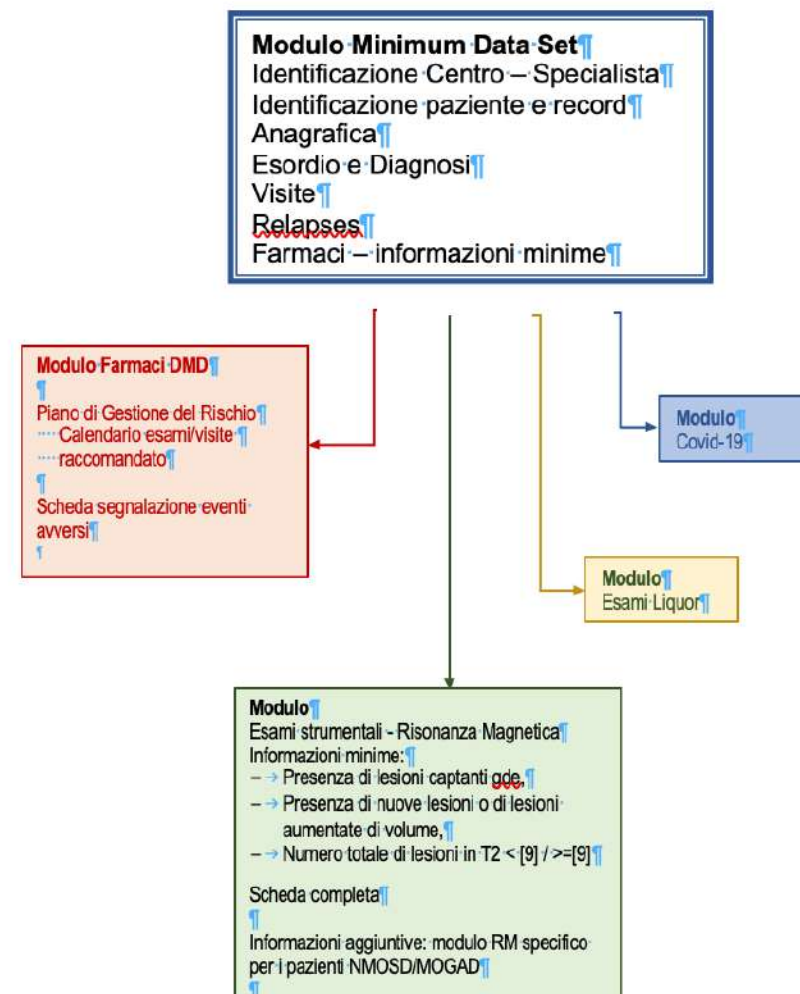 Modulo Minimum Data Set¶
Identificazione Centro – Specialista¶
Identificazione paziente e record¶
Anagrafica¶
Esordio e Diagnosi¶
Visite¶
Relapses¶
Farmaci – informazioni minime¶
Modulo Farmaci DMD¶
¶
Piano di Gestione del Rischio¶
····Calendario esami/visite ¶
····raccomandato¶
¶
Scheda segnalazione eventi
avversi¶
¶
Modulo¶
Covid-19¶
Modulo¶
Esami Liquor¶
Modulo¶
Esami strumentali - Risonanza Magnetica¶
Informazioni minime:¶
– → Presenza di lesioni captanti gde,¶
– → Presenza di nuove lesioni o di lesioni
aumentate di volume,¶
– → Numero totale di lesioni in T2 < [9] / >=[9]¶
Scheda completa¶
¶
Informazioni aggiuntive: modulo RM specifico
per i pazienti NMOSD/MOGAD¶
¶